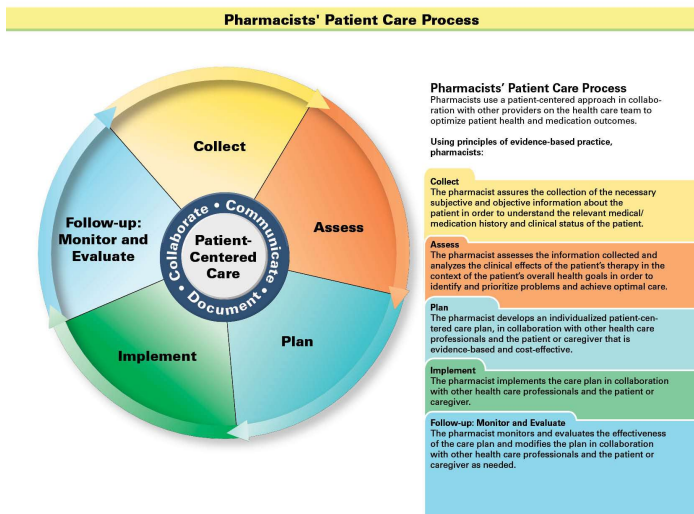 Pharmacists' Patient Care Process
Collect
Assess
Plan
Implement
Follow-up:
Monitor and
Evaluate
Collaborate • Communicate • Document •
Patient-
Centered
Care
Pharmacists’ Patient Care Process
Pharmacists use a patient-centered approach in collabo-
ration with other providers on the health care team to
optimize patient health and medication outcomes.
Using principles of evidence-based practice,
pharmacists:
Collect
The pharmacist assures the collection of the necessary
subjective and objective information about the
patient in order to understand the relevant medical/
medication history and clinical status of the patient.
Assess
The pharmacist assesses the information collected and
analyzes the clinical effects of the patient’s therapy in the
context of the patient’s overall health goals in order to
identify and prioritize problems and achieve optimal care.
Plan
The pharmacist develops an individualized patient-cen-
tered care plan, in collaboration with other health care
professionals and the patient or caregiver that is
evidence-based and cost-effective.
Implement
The pharmacist implements the care plan in collaboration
with other health care professionals and the patient or
caregiver.
Follow-up: Monitor and Evaluate
The pharmacist monitors and evaluates the effectiveness
of the care plan and modifies the plan in collaboration
with other health care professionals and the patient or
caregiver as needed.